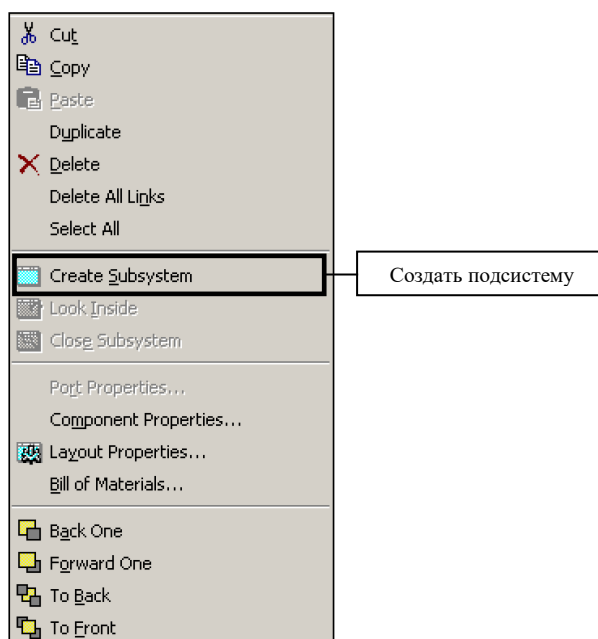 Cut
Copy
Paste
Duplicate
Delete
Delete All Links
Select All
Create Subsystem
Создать подсистему
Look Inside
Close Subsystem
Port Properties...
Component Properties...
Layout Properties...
Bill of Materials...
Back One
Forward One
To Back
To Front